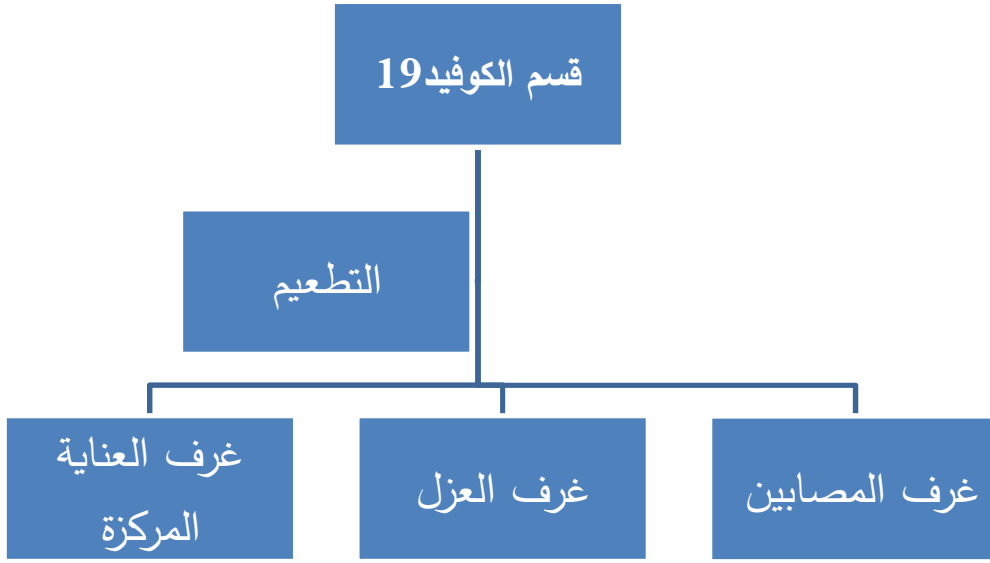 قسم الكوفيد19
التطعيم
غرف المصابين
غرف العزل
غرف العناية
المركزة